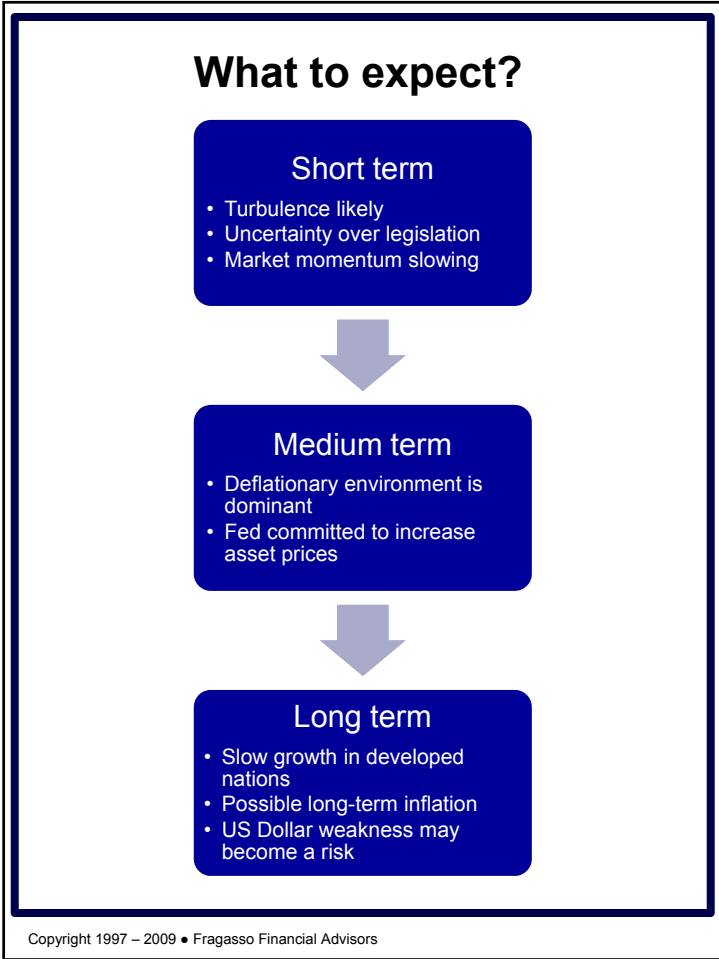 What to expect?
Short term
• Turbulence likely
• Uncertainty over legislation
• Market momentum slowing
Medium term
• Deflationary environment is
dominant
• Fed committed to increase
asset prices
Long term
• Slow growth in developed
nations
• Possible long-term inflation
• US Dollar weakness may
become a risk
Copyright 1997 – 2009 ● Fragasso Financial Advisors